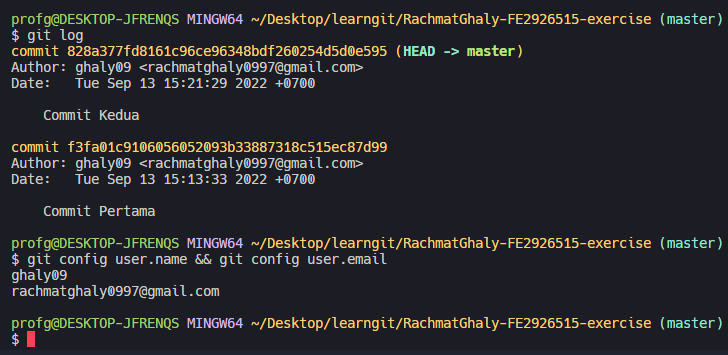 profg@DESKTOP-JFRENQS MINGW64 ~/Desktop/learngit/RachmatGhaly-FE2926515-exercise (master)
$ git log
commit 828a377fd8161c96ce96348bdf260254d5d0e595 (HEAD -> master)
Author: ghaly09 <rachmatghaly0997@gmail.com>
Date:   Tue Sep 13 15:21:29 2022 +0700
    Commit Kedua
commit f3fa01c9106056052093b33887318c515ec87d99
Author: ghaly09 <rachmatghaly0997@gmail.com>
Date:   Tue Sep 13 15:13:33 2022 +0700
    Commit Pertama
profg@DESKTOP-JFRENQS MINGW64 ~/Desktop/learngit/RachmatGhaly-FE2926515-exercise (master)
$ git config user.name && git config user.email
ghaly09
rachmatghaly0997@gmail.com
profg@DESKTOP-JFRENQS MINGW64 ~/Desktop/learngit/RachmatGhaly-FE2926515-exercise (master)
$